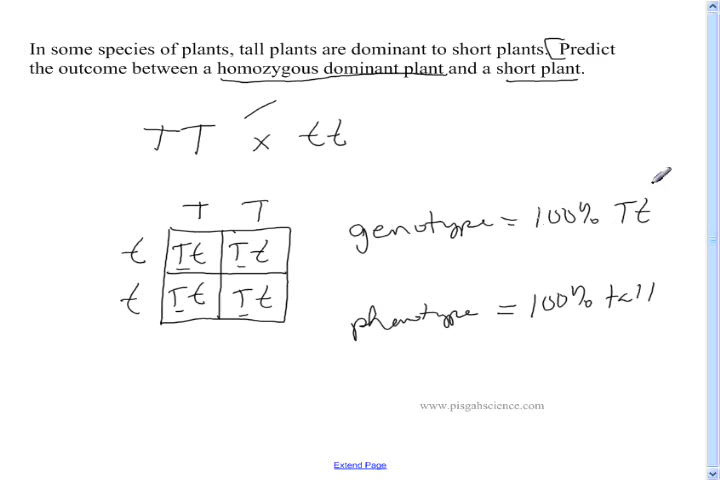 In some species of plants, tall plants are dominant to short plants. Predict
the outcome between a homozygous dominant plant and a short plant.
TT x tt
T T
t Tt Tt
genotype = 100% Tt
t Tt Tt
phenotype = 100% tall
www.pisgahscience.com
Extend Page